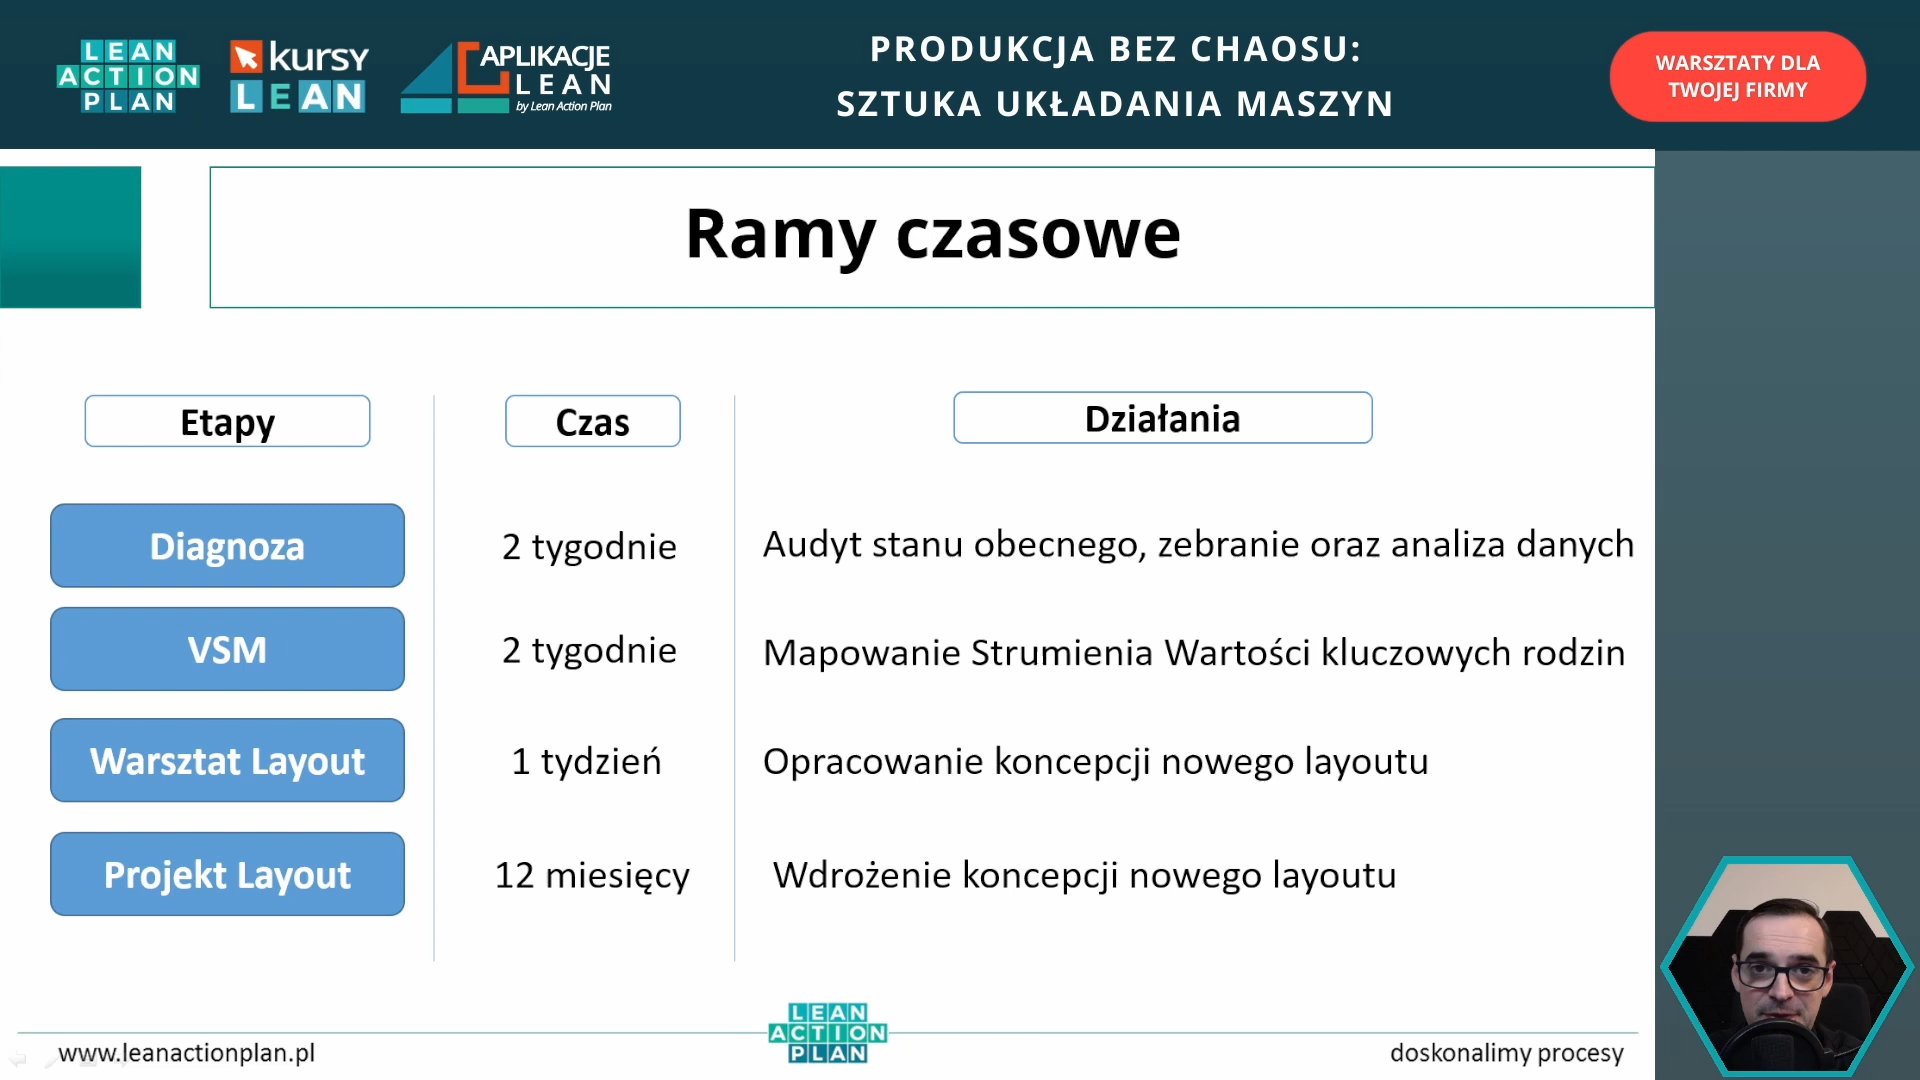 LEAN
ACTION
PLAN
kursy
LEAN
APLIKACJE
LEAN
by Lean Action Plan
PRODUKCJA BEZ CHAOSU:
SZTUKA UKŁADANIA MASZYN
WARSZTATY DLA
TWOJEJ FIRMY
Ramy czasowe
Etapy Czas Działania
Diagnoza 2 tygodnie Audyt stanu obecnego, zebranie oraz analiza danych
VSM 2 tygodnie Mapowanie Strumienia Wartości kluczowych rodzin
Warsztat Layout 1 tydzień Opracowanie koncepcji nowego layoutu
Projekt Layout 12 miesięcy Wdrożenie koncepcji nowego layoutu
LEAN
ACTION
PLAN
www.leanactionplan.pl doskonalimy procesy